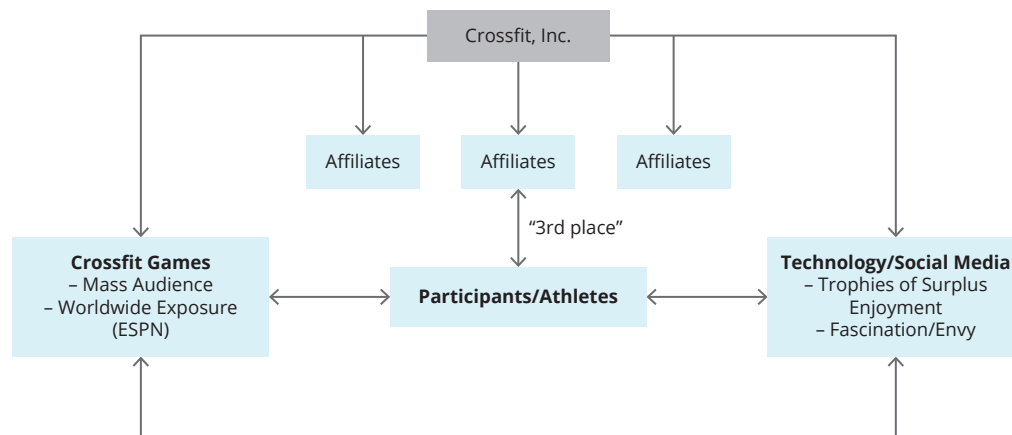 Crossfit, Inc.
Affiliates
Affiliates
Affiliates
“3rd place”
Crossfit Games
– Mass Audience
– Worldwide Exposure
(ESPN)
Participants/Athletes
Technology/Social Media
– Trophies of Surplus
Enjoyment
– Fascination/Envy